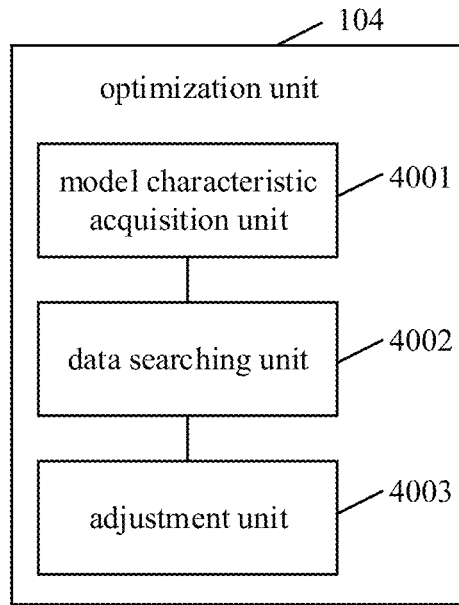 104
optimization unit
model characteristic
acquisition unit
4001
data searching unit
4002
adjustment unit
4003